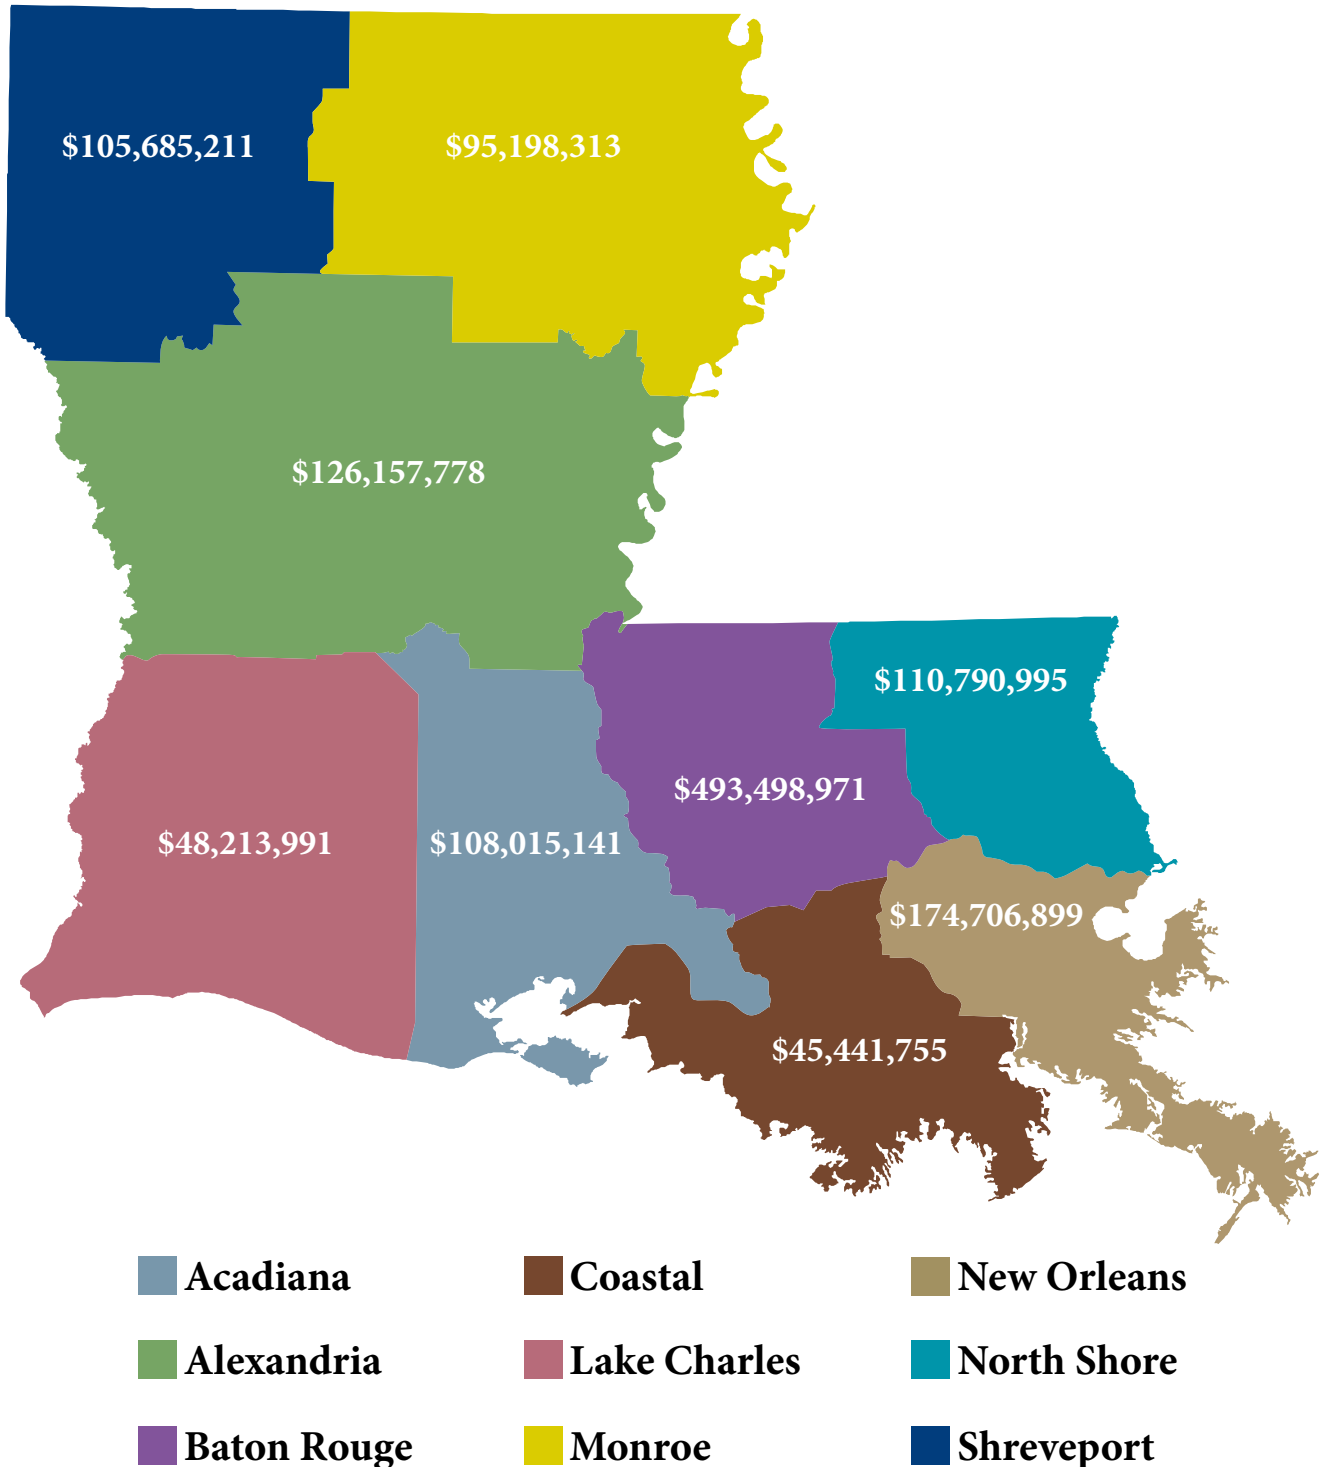 $105,685,211
$95,198,313
$126,157,778
$110,790,995
$493,498,971
$48,213,991
$108,015,141
$174,706,899
$45,441,755
Acadiana
Coastal
New Orleans
Alexandria
Lake Charles
North Shore
Baton Rouge
Monroe
Shreveport